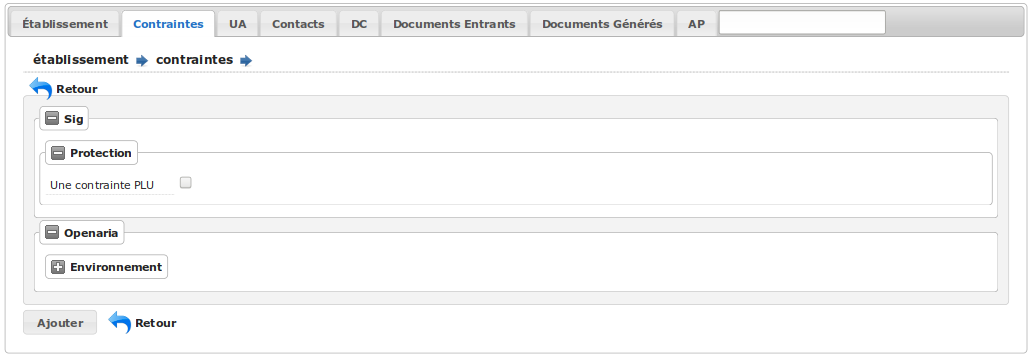 Établissement Contraintes UA Contacts DC Documents Entrants Documents Générés AP
établissement contraintes
Retour
Sig
Protection
Une contrainte PLU
Openaria
Environnement
Ajouter Retour